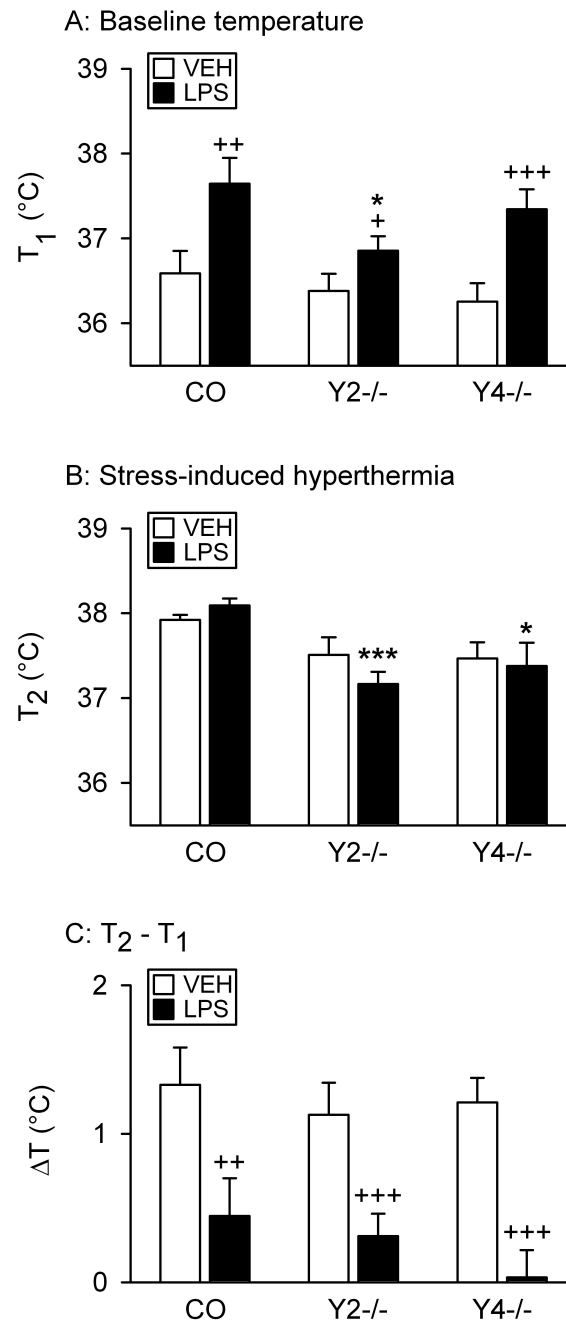 A: Baseline temperature
39
VEH
LPS
38
++
*
+
+++
37
36
T1 (°C)
CO Y2-/- Y4-/-
B: Stress-induced hyperthermia
39
VEH
LPS
38
***
*
37
36
T2 (°C)
CO Y2-/- Y4-/-
C: T2 - T1
2
VEH
LPS
1
++
+++
+++
0
ΔT (°C)
CO Y2-/- Y4-/-